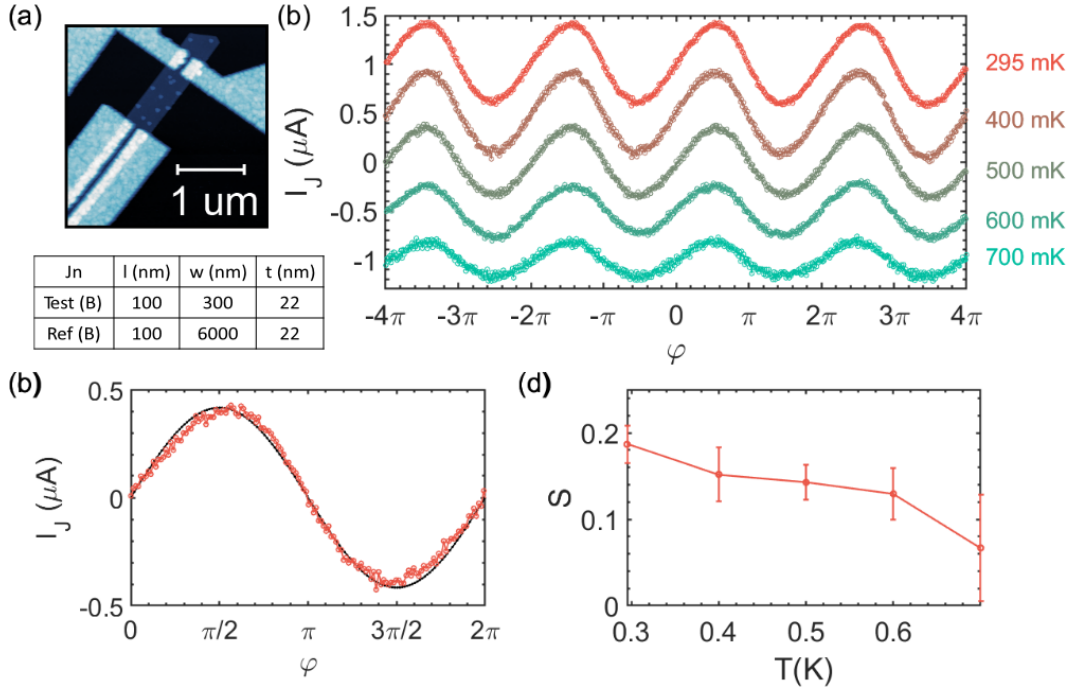 (a)
1 um
Jn l (nm) w (nm) t (nm)
Test (B) 100 300 22
Ref (B) 100 6000 22
(b)
I_J (μA)
1.5
1
0.5
0
-0.5
-1
-4π -3π -2π -π 0 π 2π 3π 4π
φ
295 mK
400 mK
500 mK
600 mK
700 mK
(b)
I_J (μA)
0.5
0
-0.5
0 π/2 π 3π/2 2π
φ
(d)
S
0.2
0.1
0
0.3 0.4 0.5 0.6
T(K)